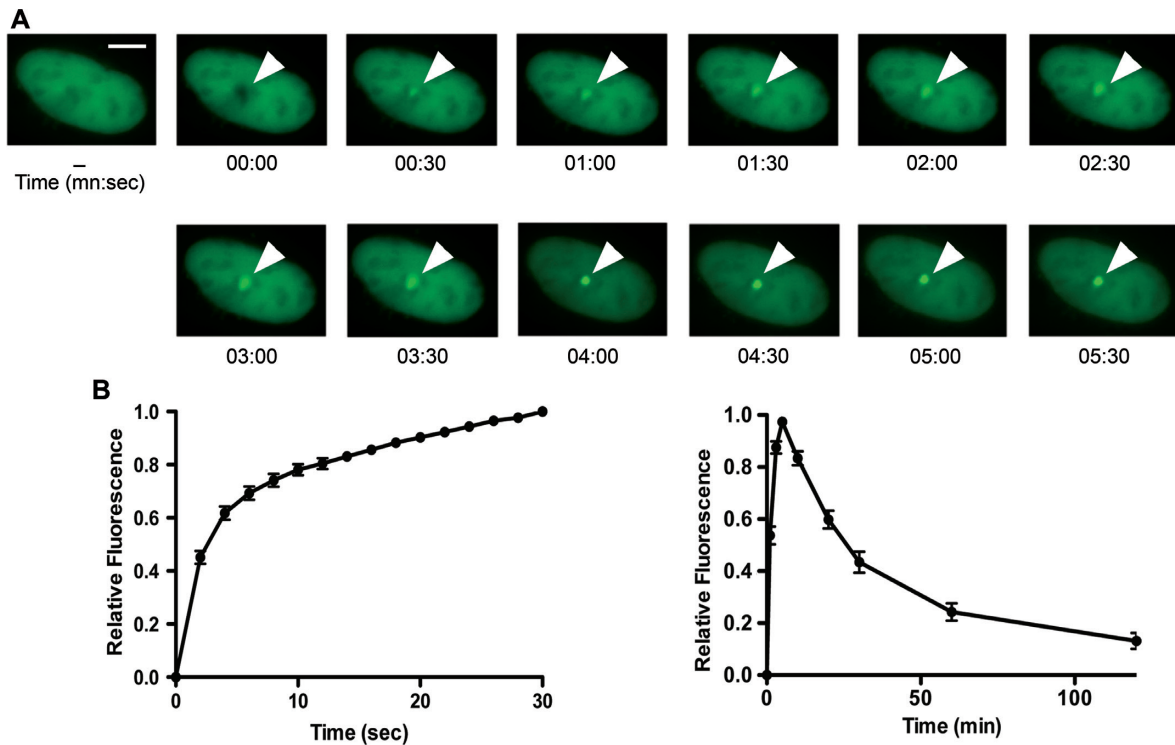 A
00:00 00:30 01:00 01:30 02:00 02:30
Time (mn:sec)
03:00 03:30 04:00 04:30 05:00 05:30
B
Relative Fluorescence
1.0
0.8
0.6
0.4
0.2
0.0
0 10 20 30
Time (sec)
Relative Fluorescence
1.0
0.8
0.6
0.4
0.2
0.0
0 50 100
Time (min)